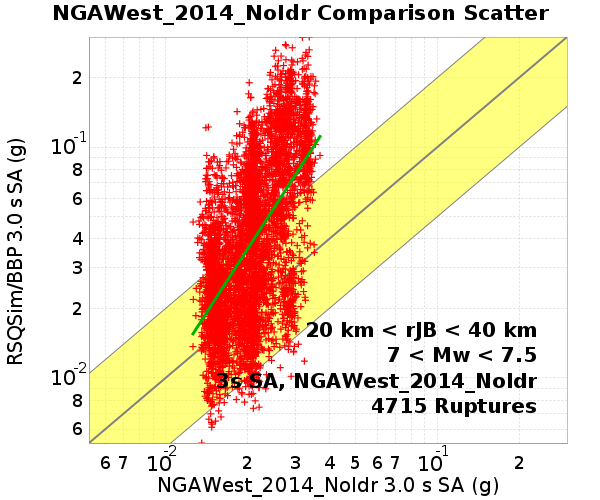 NGAWest_2014_NoIdr Comparison Scatter
RSQSim/BBP 3.0 s SA (g)
2
10-1
8
6
4
3
2
10-2
8
6
20 km < rJB < 40 km
7 < Mw < 7.5
3s SA, NGAWest_2014_NoIdr
4715 Ruptures
6 7 10-2 2 3 4 5 6 7 10-1 2
NGAWest_2014_NoIdr 3.0 s SA (g)